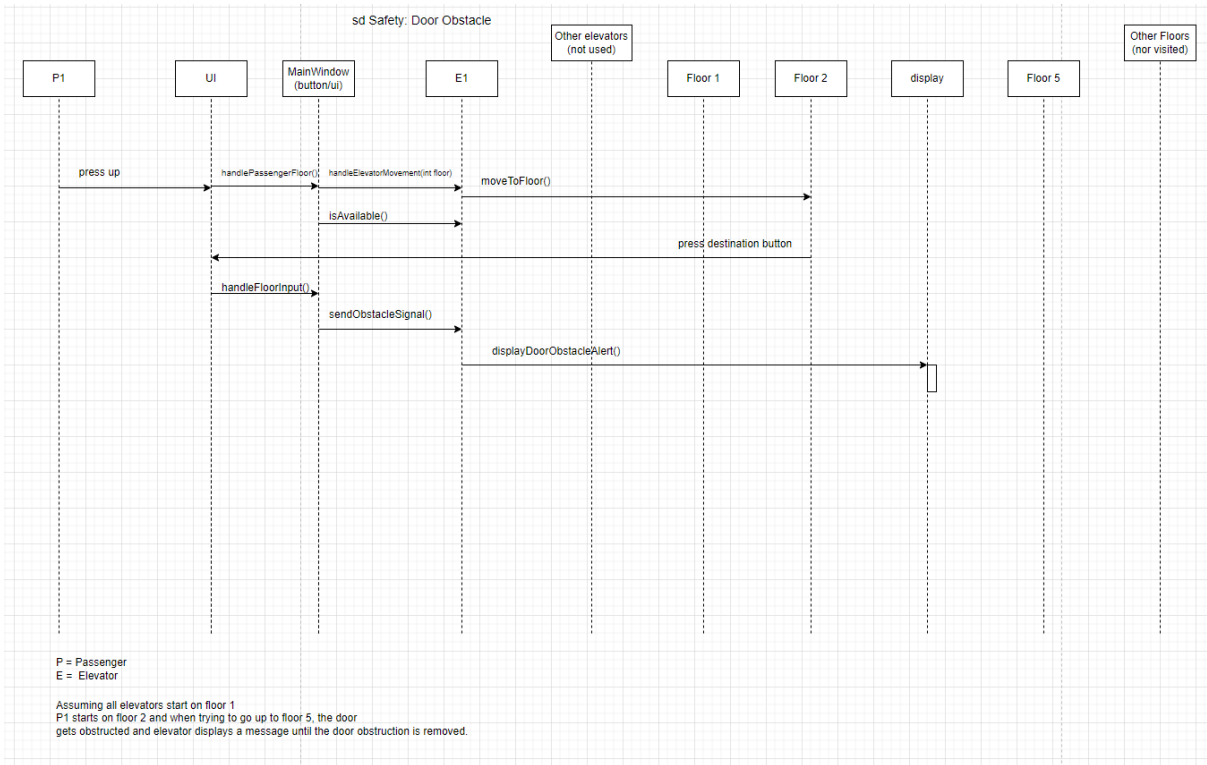 sd Safety: Door Obstacle
Other elevators
(not used)
Other Floors
(nor visited)
P1
UI
MainWindow
(button/ui)
E1
Floor 1
Floor 2
display
Floor 5
press up
handlePassengerFloor()
handleElevatorMovement(int floor)
moveToFloor()
isAvailable()
press destination button
handleFloorInput()
sendObstacleSignal()
displayDoorObstacleAlert()
P = Passenger
E = Elevator
Assuming all elevators start on floor 1
P1 starts on floor 2 and when trying to go up to floor 5, the door
gets obstructed and elevator displays a message until the door obstruction is removed.